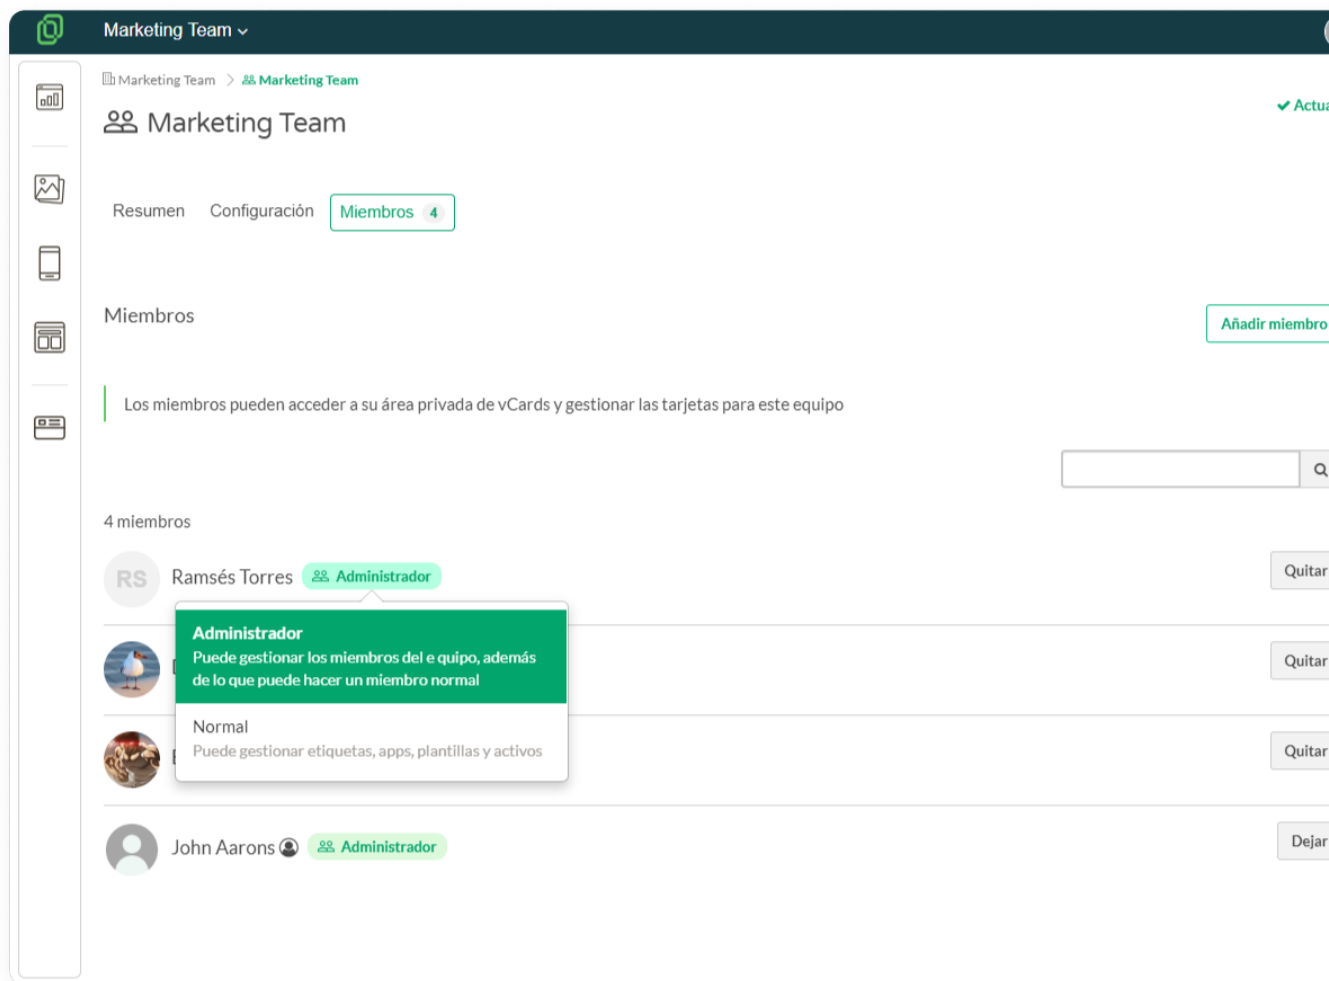 Marketing Team
Marketing Team > Marketing Team
Marketing Team
Resumen Configuración Miembros 4
Miembros
Añadir miembro
Los miembros pueden acceder a su área privada de vCards y gestionar las tarjetas para este equipo
4 miembros
RS Ramsés Torres Administrador Quitar
Administrador
Puede gestionar los miembros del e quipo, además
de lo que puede hacer un miembro normal
Quitar
Normal
Puede gestionar etiquetas, apps, plantillas y activos
Quitar
John Aarons Administrador Dejar